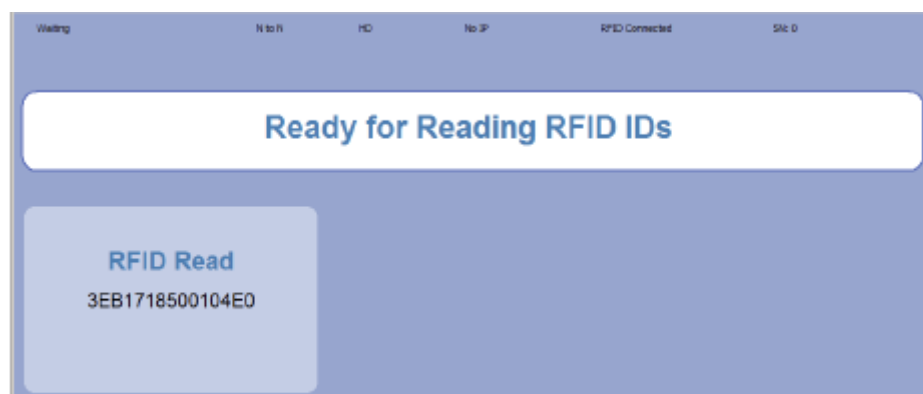 Waiting N to N HD No IP RFID Connected SN: 0
Ready for Reading RFID IDs
RFID Read
3EB1718500104E0